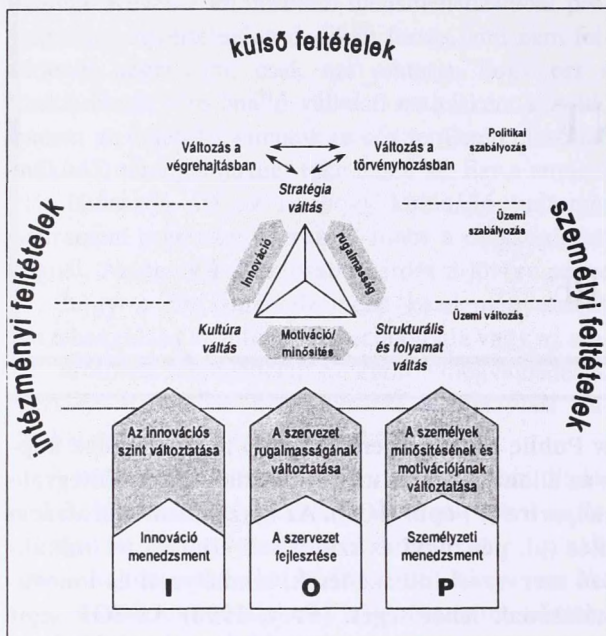 külső feltételek
intézményi feltételek
személyi feltételek
Változás a
végrehajtásban
Változás a
törvényhozásban
Politikai
szabályozás
Stratégia
váltás
Innováció
rugalmasság
Üzemi
szabályozás
Kultúra
váltás
Motiváció/
minősítés
Strukturális
és folyamat
váltás
Üzemi változás
Az innovációs
szint változtatása
A szervezet
rugalmasságának
változtatása
A személyek
minősítésének és
motivációjának
változtatása
Innováció
menedzsment
A szervezet
fejlesztése
Személyzeti
menedzsment
I
O
P